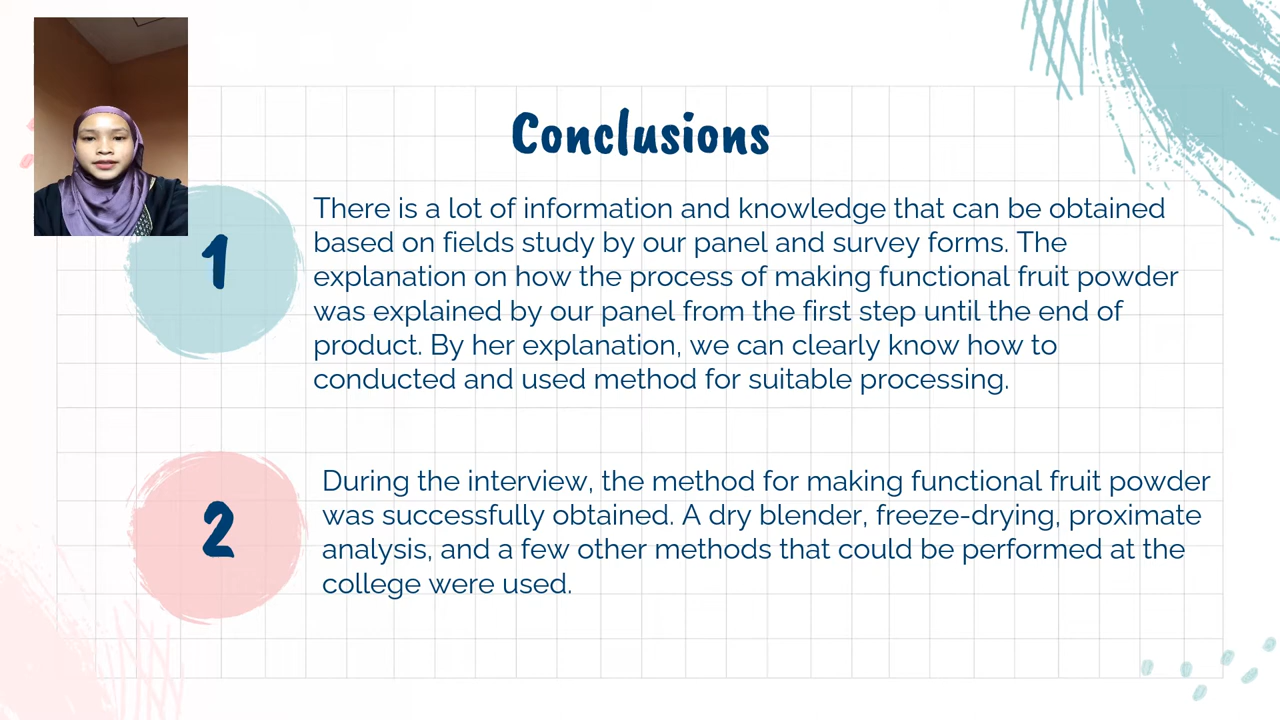 Conclusions
1
There is a lot of information and knowledge that can be obtained
based on fields study by our panel and survey forms. The
explanation on how the process of making functional fruit powder
was explained by our panel from the first step until the end of
product. By her explanation, we can clearly know how to
conducted and used method for suitable processing.
2
During the interview, the method for making functional fruit powder
was successfully obtained. A dry blender, freeze-drying, proximate
analysis, and a few other methods that could be performed at the
college were used.